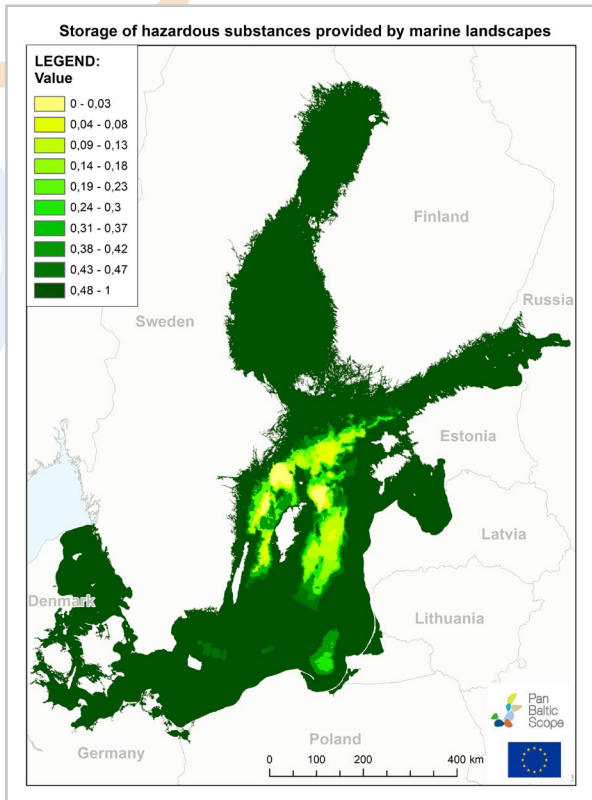 Storage of hazardous substances provided by marine landscapes
LEGEND:
Value
0 - 0,03
0,04 - 0,08
0,09 - 0,13
0,14 - 0,18
0,19 - 0,23
0,24 - 0,3
0,31 - 0,37
0,38 - 0,42
0,43 - 0,47
0,48 - 1
Finland
Russia
Sweden
Estonia
Latvia
Denmark
Lithuania
Pan
Baltic
Scope
Poland
Germany
0 100 200 400 km